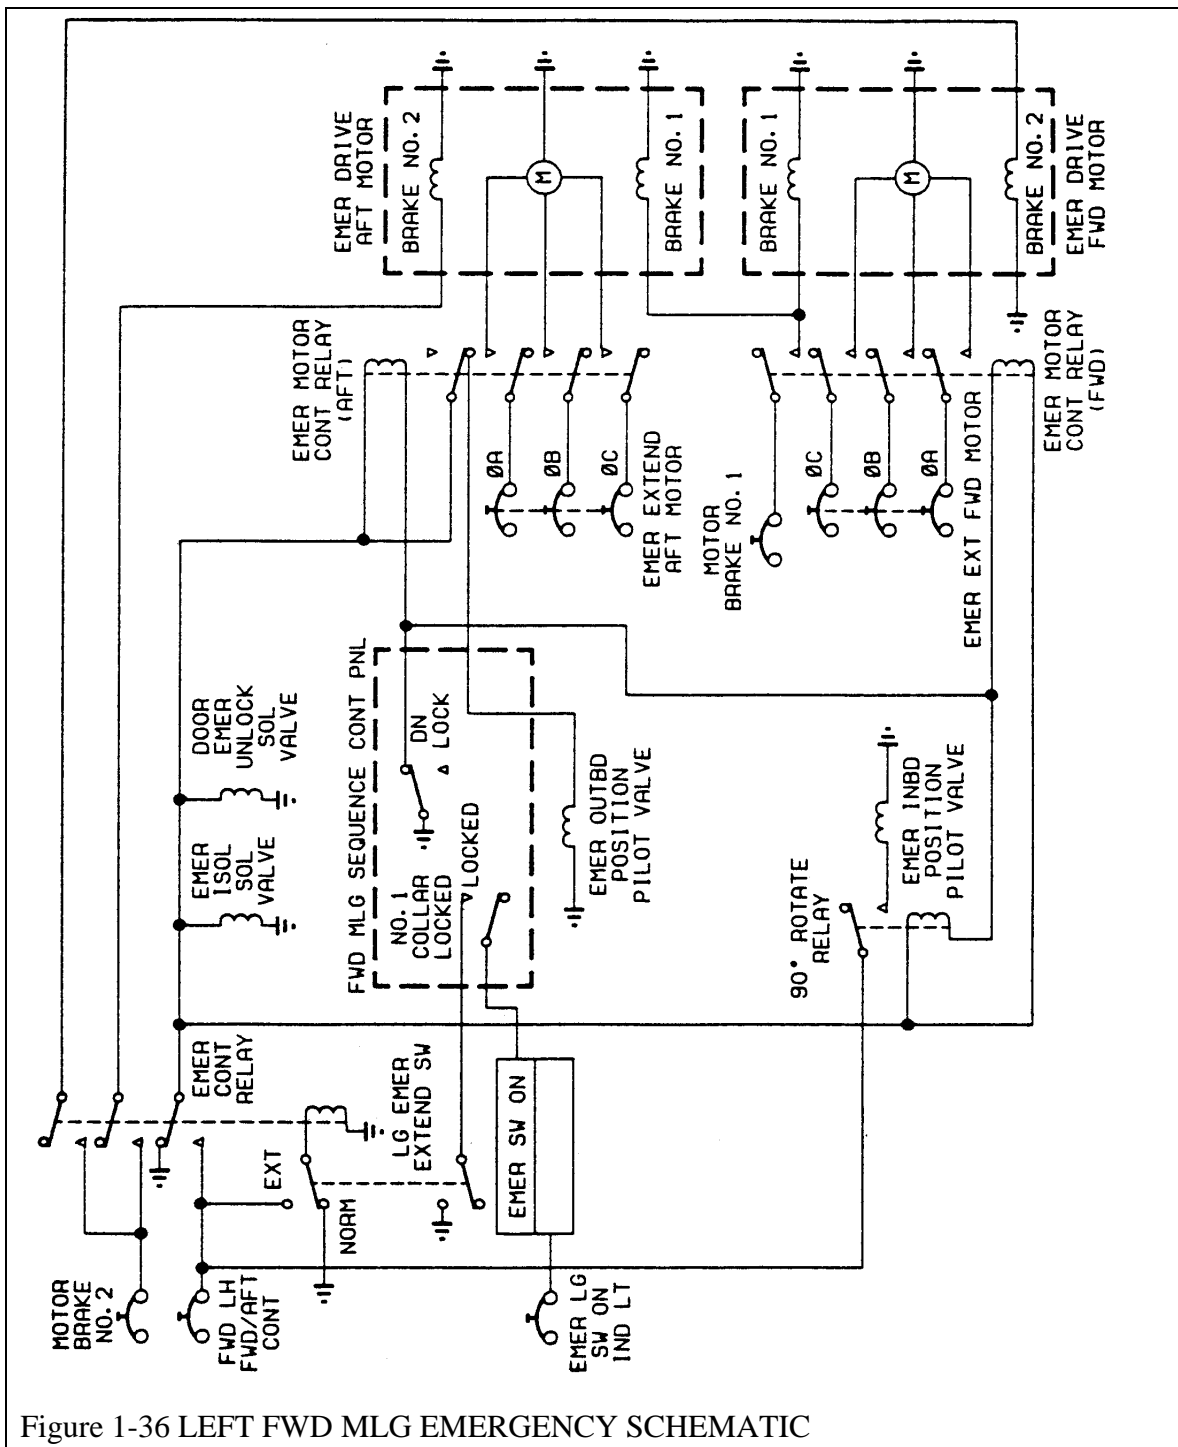 EMER DRIVE
AFT MOTOR
BRAKE NO. 2
M
BRAKE NO. 1
BRAKE NO. 1
M
BRAKE NO. 2
EMER DRIVE
FWD MOTOR
EMER MOTOR
CONT RELAY
(AFT)
EMER MOTOR
CONT RELAY
(FWD)
ØA
ØB
ØC
EMER EXTEND
AFT MOTOR
MOTOR
BRAKE NO. 1
ØC
ØB
ØA
EMER EXT FWD MOTOR
DOOR
EMER
UNLOCK
SOL
VALVE
EMER
ISOL
SOL
VALVE
FWD MLG SEQUENCE CONT PNL
DN
LOCK
NO. 1
COLLAR
LOCKED
LOCKED
EMER OUTBD
POSITION
PILOT VALVE
EMER INBD
POSITION
PILOT VALVE
90° ROTATE
RELAY
EMER
CONT
RELAY
LG EMER
EXTEND SW
EXT
NORM
EMER SW ON
MOTOR
BRAKE
NO. 2
FWD LH
FWD/AFT
CONT
EMER LG
SW ON
IND LT
Figure 1-36 LEFT FWD MLG EMERGENCY SCHEMATIC